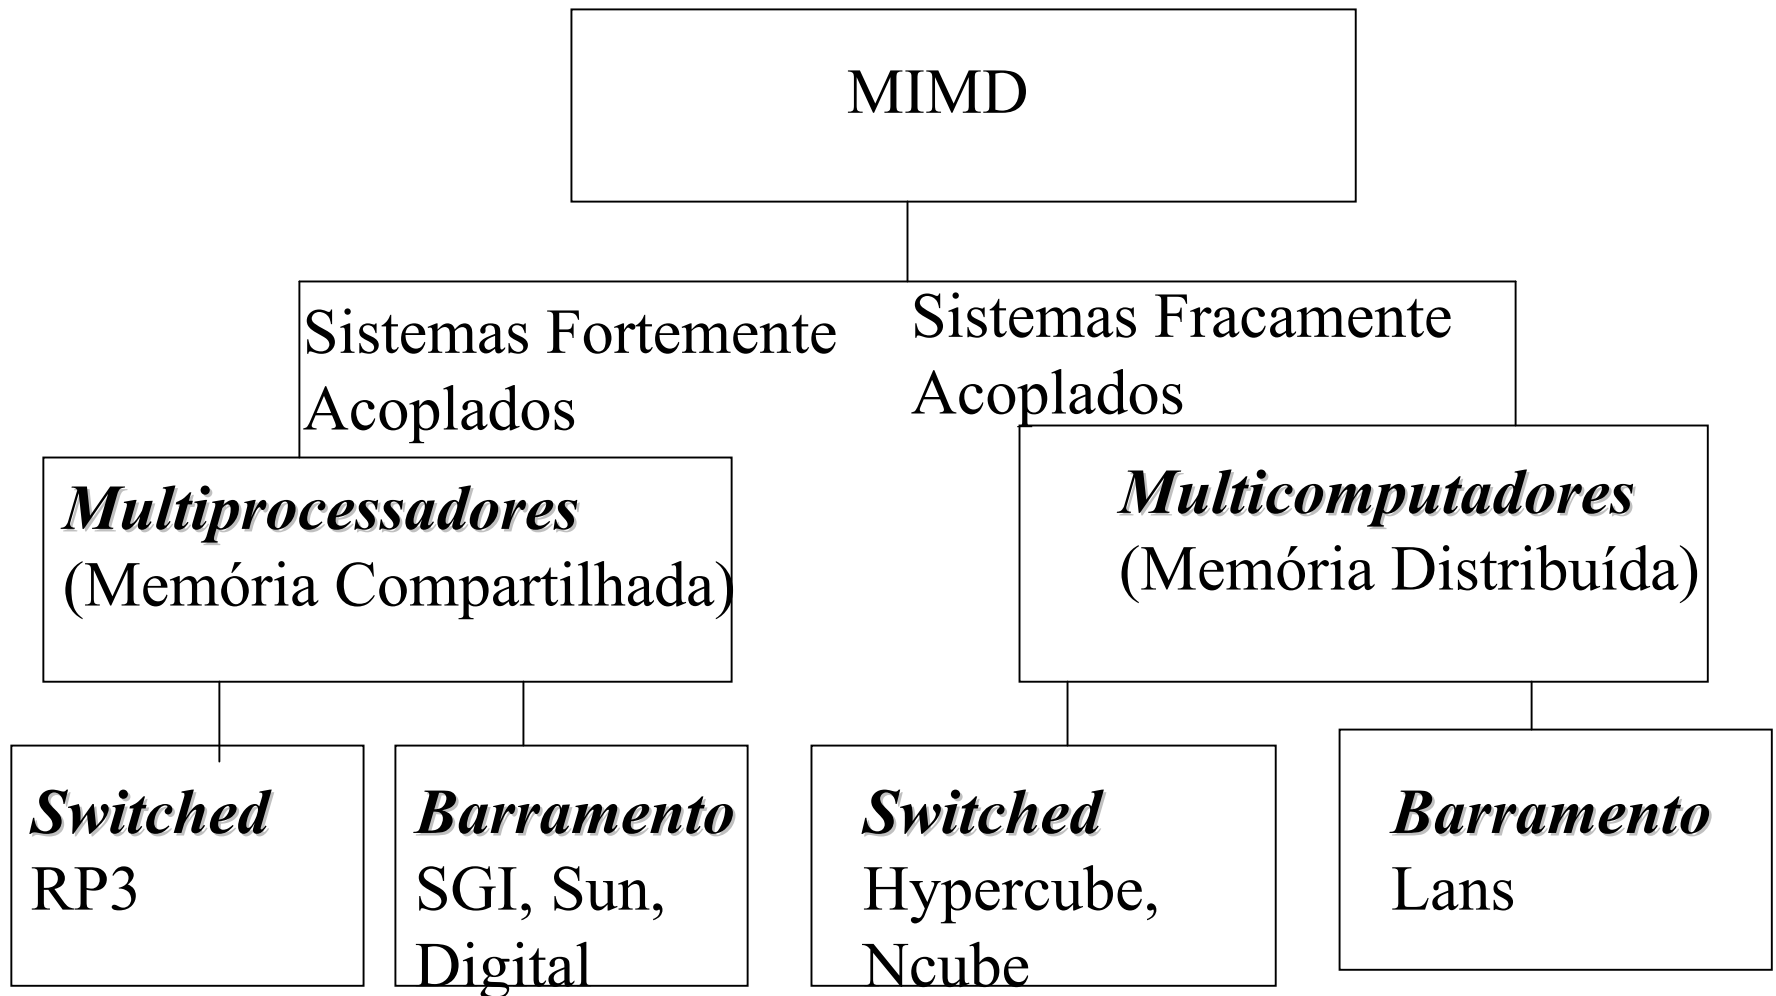 MIMD
Sistemas Fortemente
Acoplados
Sistemas Fracamente
Acoplados
Multiprocessadores
(Memória Compartilhada)
Multicomputadores
(Memória Distribuída)
Switched
RP3
Barramento
SGI, Sun,
Digital
Switched
Hypercube,
Ncube
Barramento
Lans